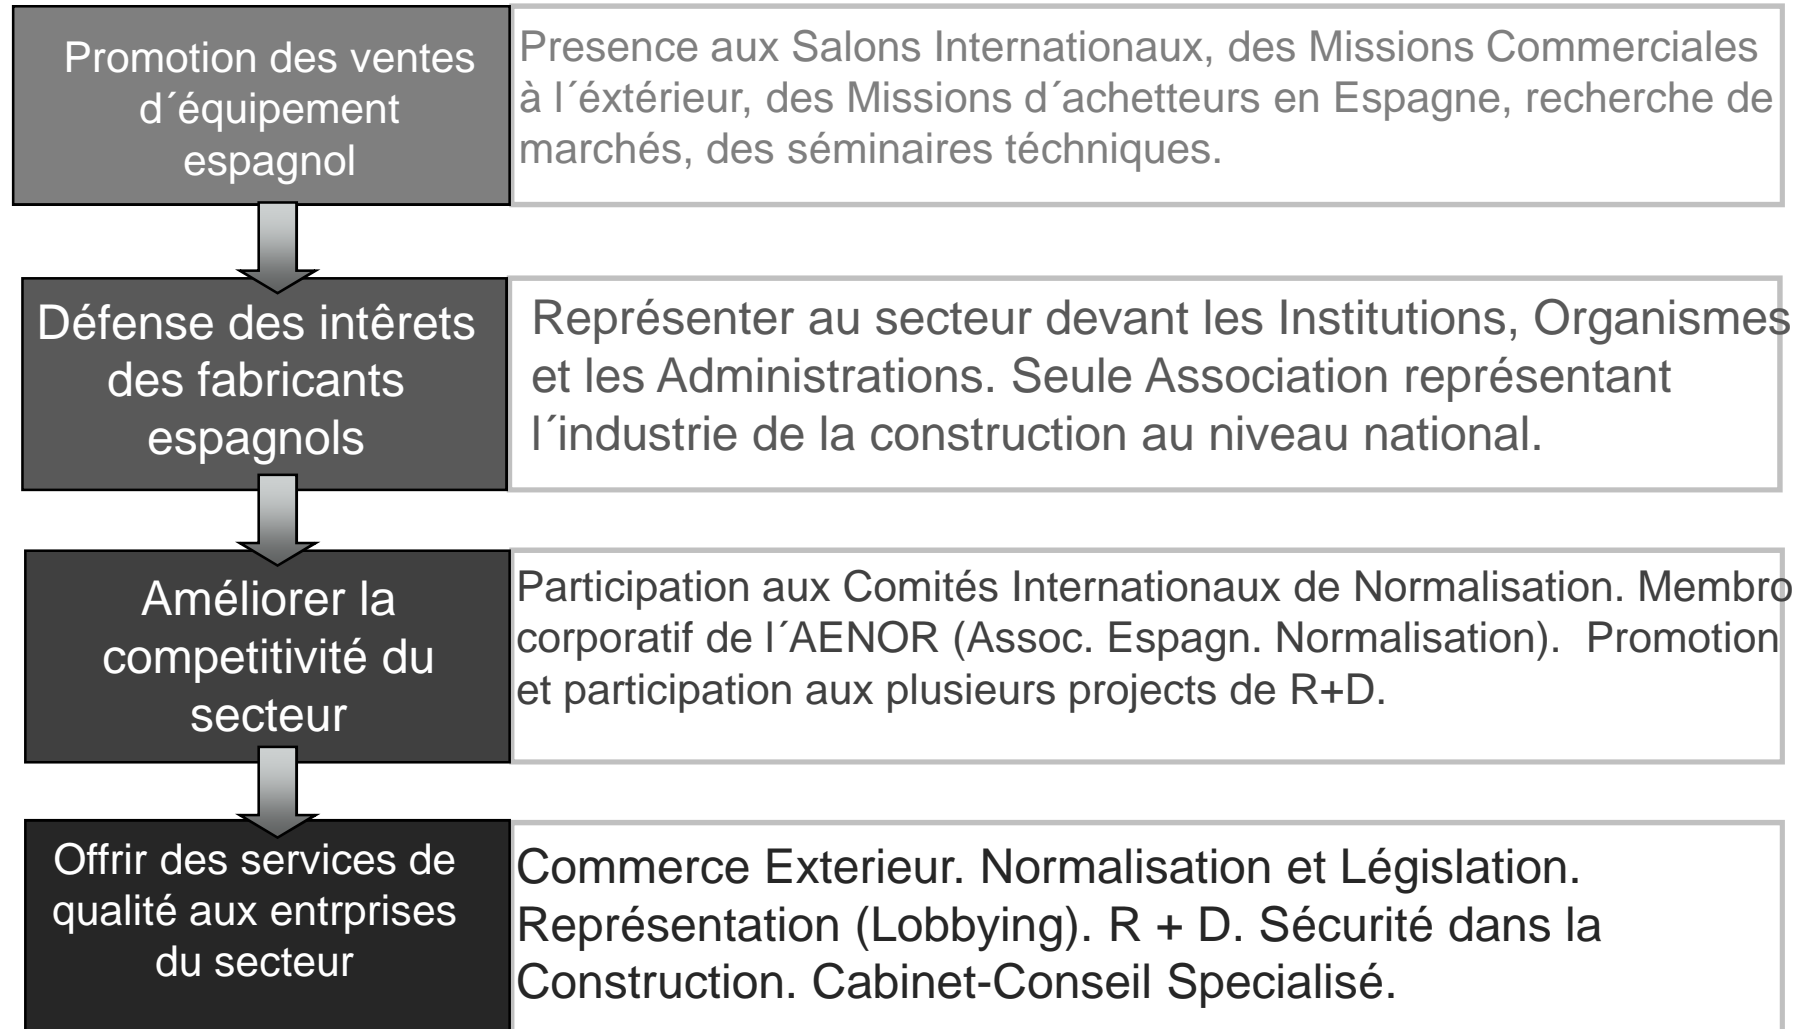 Promotion des ventes
d´équipement
espagnol
Presence aux Salons Internationaux, des Missions Commerciales
à l´éxtérieur, des Missions d´achetteurs en Espagne, recherche de
marchés, des séminaires téchniques.
Défense des intêrets
des fabricants
espagnols
Représenter au secteur devant les Institutions, Organismes
et les Administrations. Seule Association représentant
l´industrie de la construction au niveau national.
Améliorer la
competitivité du
secteur
Participation aux Comités Internationaux de Normalisation. Membro
corporatif de l´AENOR (Assoc. Espagn. Normalisation).  Promotion
et participation aux plusieurs projects de R+D.
Offrir des services de
qualité aux entrprises
du secteur
Commerce Exterieur. Normalisation et Législation.
Représentation (Lobbying). R + D. Sécurité dans la
Construction. Cabinet-Conseil Specialisé.